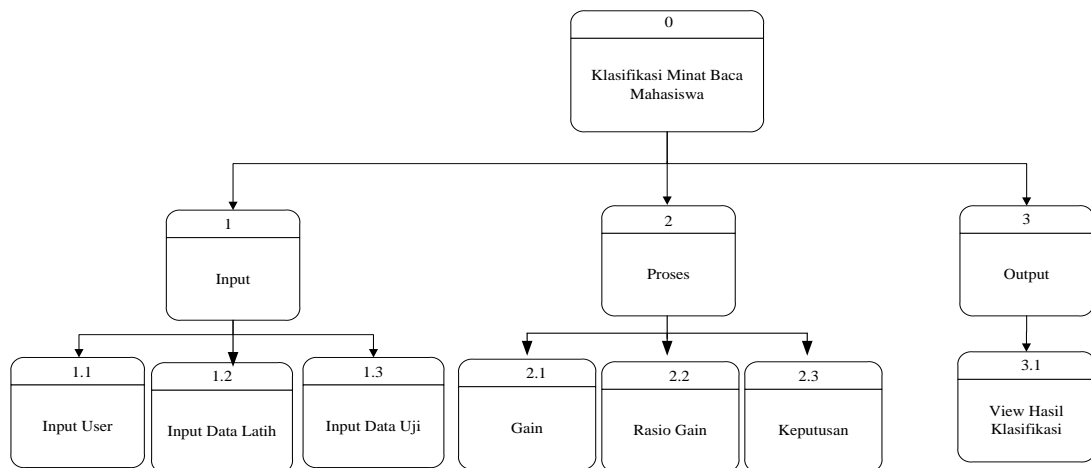 0
Klasifikasi Minat Baca
Mahasiswa
1
Input
2
Proses
3
Output
1.1
Input User
1.2
Input Data Latih
1.3
Input Data Uji
2.1
Gain
2.2
Rasio Gain
2.3
Keputusan
3.1
View Hasil
Klasifikasi